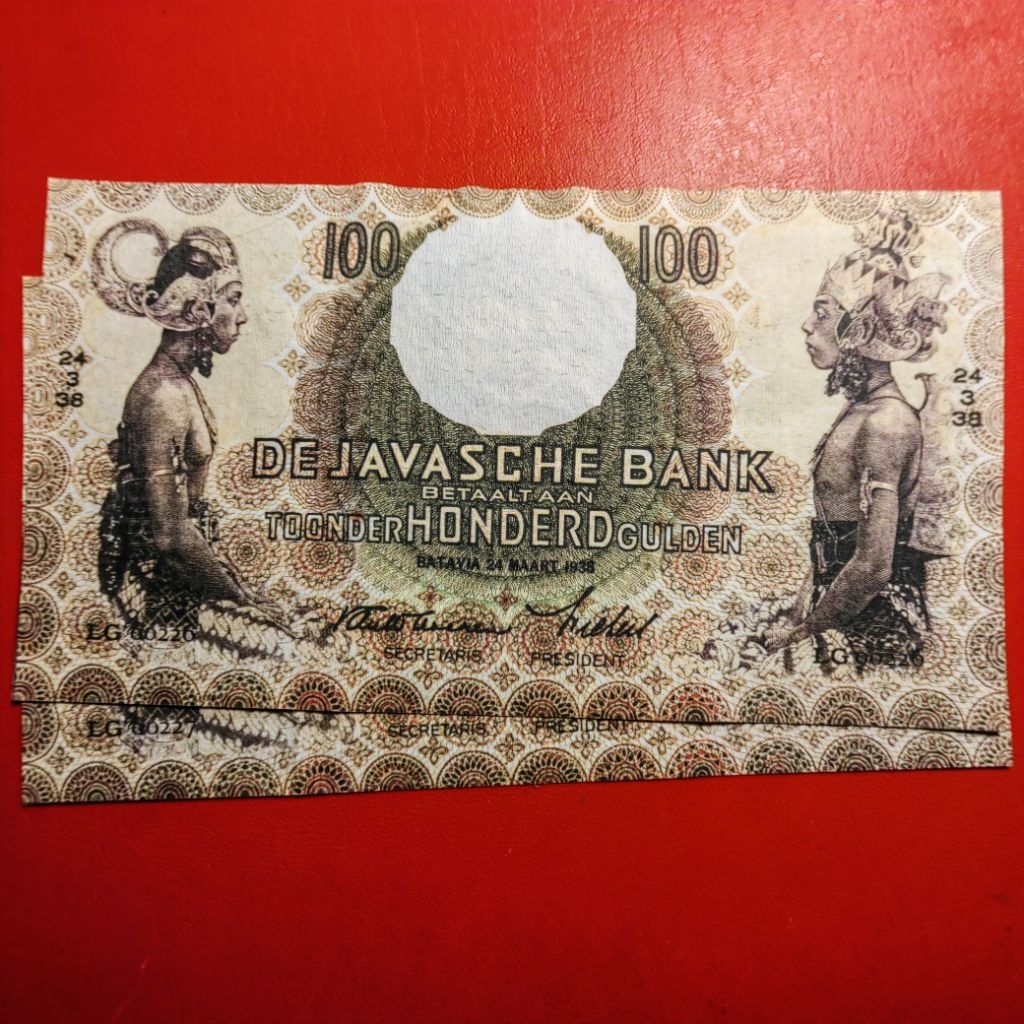 100 100
24
3
38
24
3
38
DE JAVASCHE BANK
BETAALT AAN
TOONDER HONDERD GULDEN
BATAVIA 24 MAART 1938
LG 00226 LG 00226
SECRETARIS PRESIDENT
LG 00227 SECRETARIS PRESIDENT